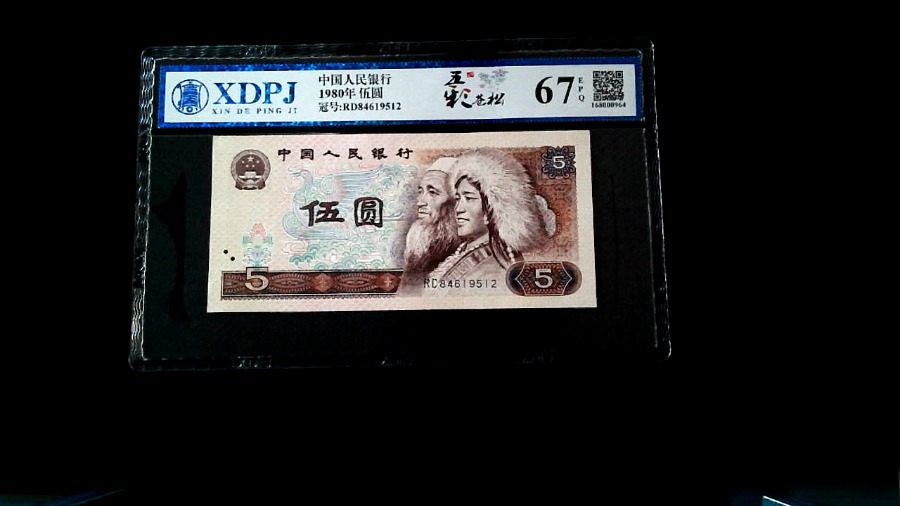 XDPJ
XIN DE PING JI
中国人民银行
1980年 伍圆
冠号:RD84619512
五彩苍松
67
EPQ
168000964
中国人民银行
5
伍圆
5
RD84619512
5